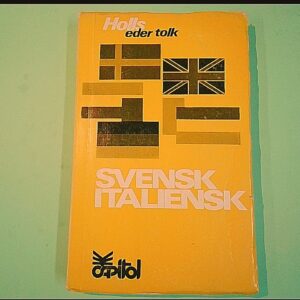 Holls
eder tolk
SVENSK
ITALIENSK
Capitol